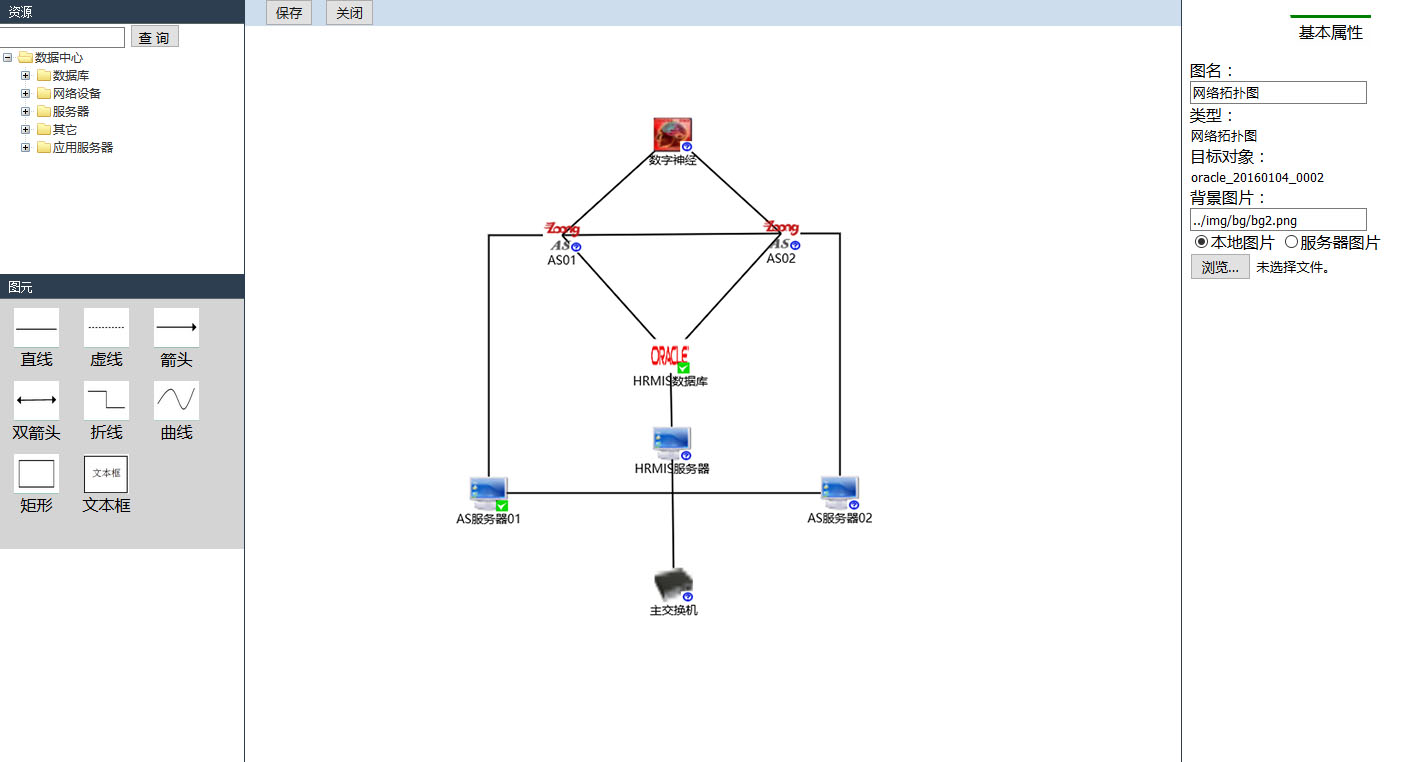 资源
查 询
数据中心
数据库
网络设备
服务器
其它
应用服务器
图元
直线
虚线
箭头
双箭头
折线
曲线
矩形
文本框
文本框
保存
关闭
数字神经
Zoong
AS
AS01
Zoong
AS
AS02
ORACLE
HRMIS数据库
HRMIS服务器
AS服务器01
AS服务器02
主交换机
基本属性
图名：
网络拓扑图
类型：
网络拓扑图
目标对象：
oracle_20160104_0002
背景图片：
../img/bg/bg2.png
本地图片 服务器图片
浏览... 未选择文件。